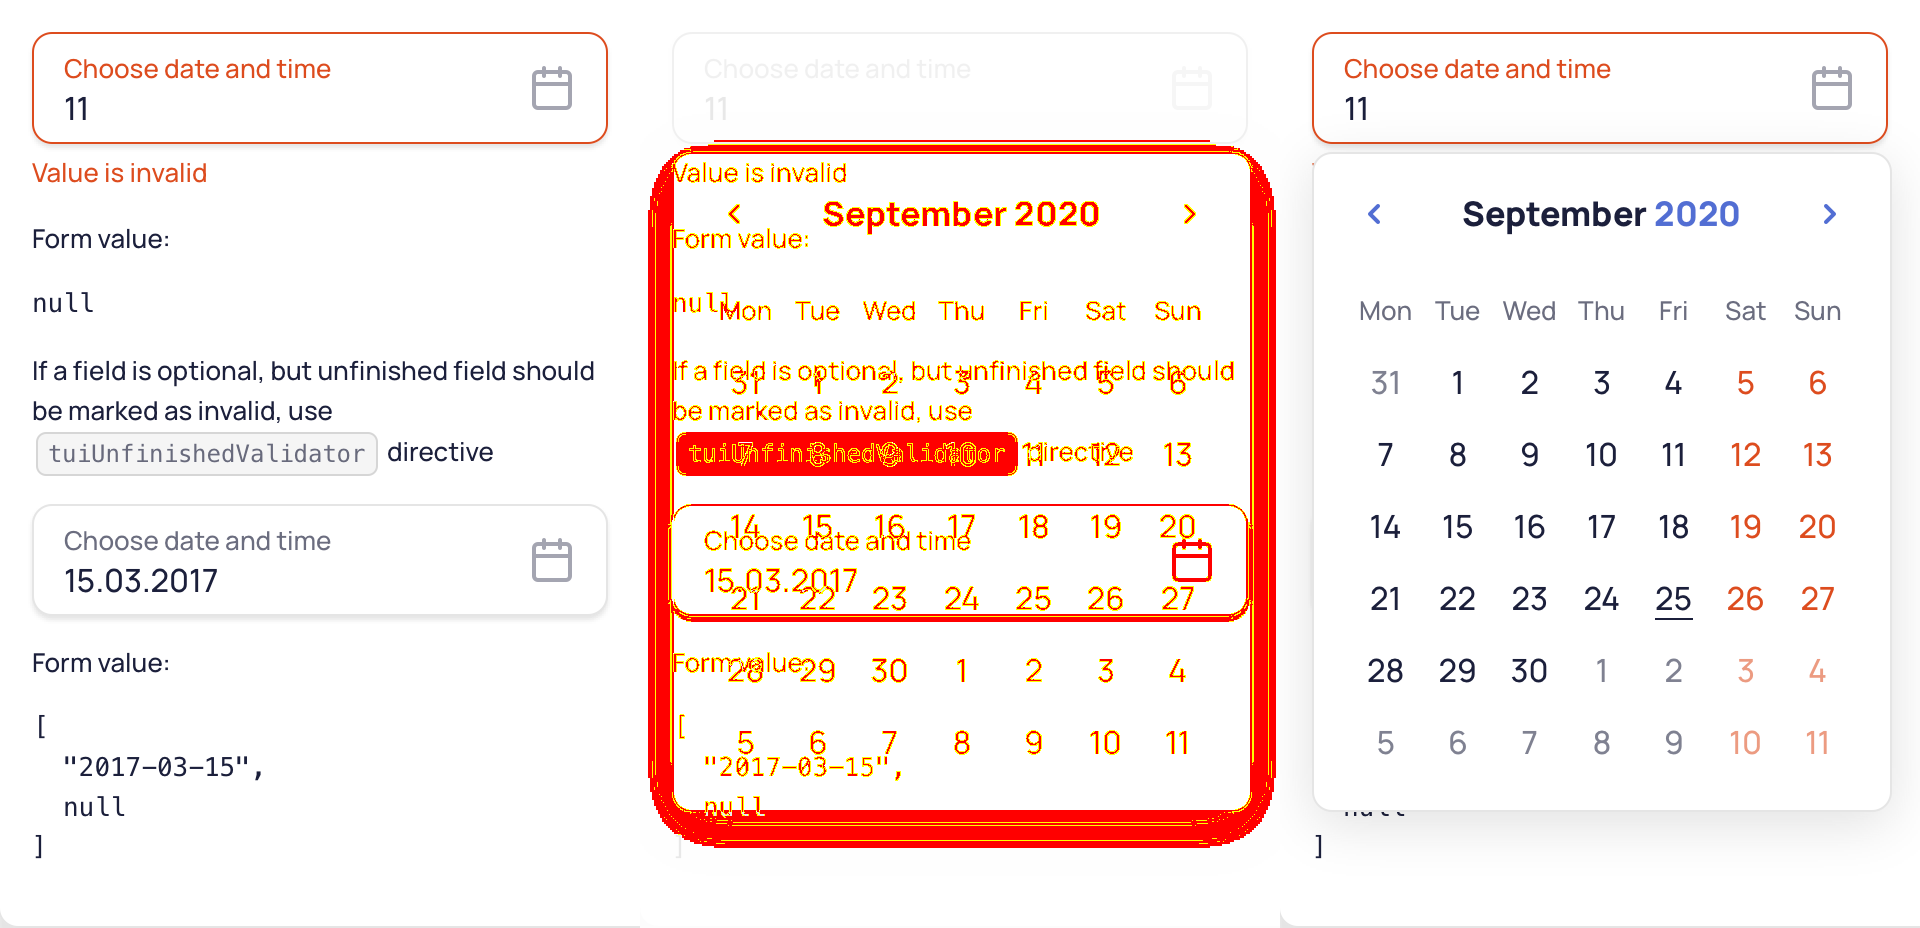 Choose date and time
11
Value is invalid
Form value:
null
If a field is optional, but unfinished field should
be marked as invalid, use
tuiUnfinishedValidator directive
Choose date and time
15.03.2017
Form value:
[
"2017-03-15",
null
]
Choose date and time
11
Value is invalid
September 2020
Form value:
null
Mon Tue Wed Thu Fri Sat Sun
If a field is optional, but unfinished field should
31 1 2 3 4 5 6
be marked as invalid, use
tuiUnfinishedValidator directive
7 8 9 10 11 12 13
14 15 16 17 18 19 20
Choose date and time
15.03.2017
21 22 23 24 25 26 27
Form value:
28 29 30 1 2 3 4
[
5 6 7 8 9 10 11
"2017-03-15",
null
]
Choose date and time
11
September 2020
Mon Tue Wed Thu Fri Sat Sun
31 1 2 3 4 5 6
7 8 9 10 11 12 13
14 15 16 17 18 19 20
21 22 23 24 25 26 27
28 29 30 1 2 3 4
5 6 7 8 9 10 11
null
]